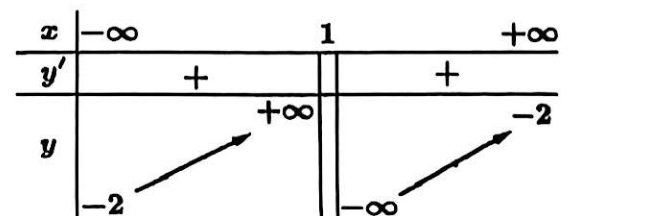 x −∞ 1 +∞
y′ + +
+∞ −2
y
−2 −∞